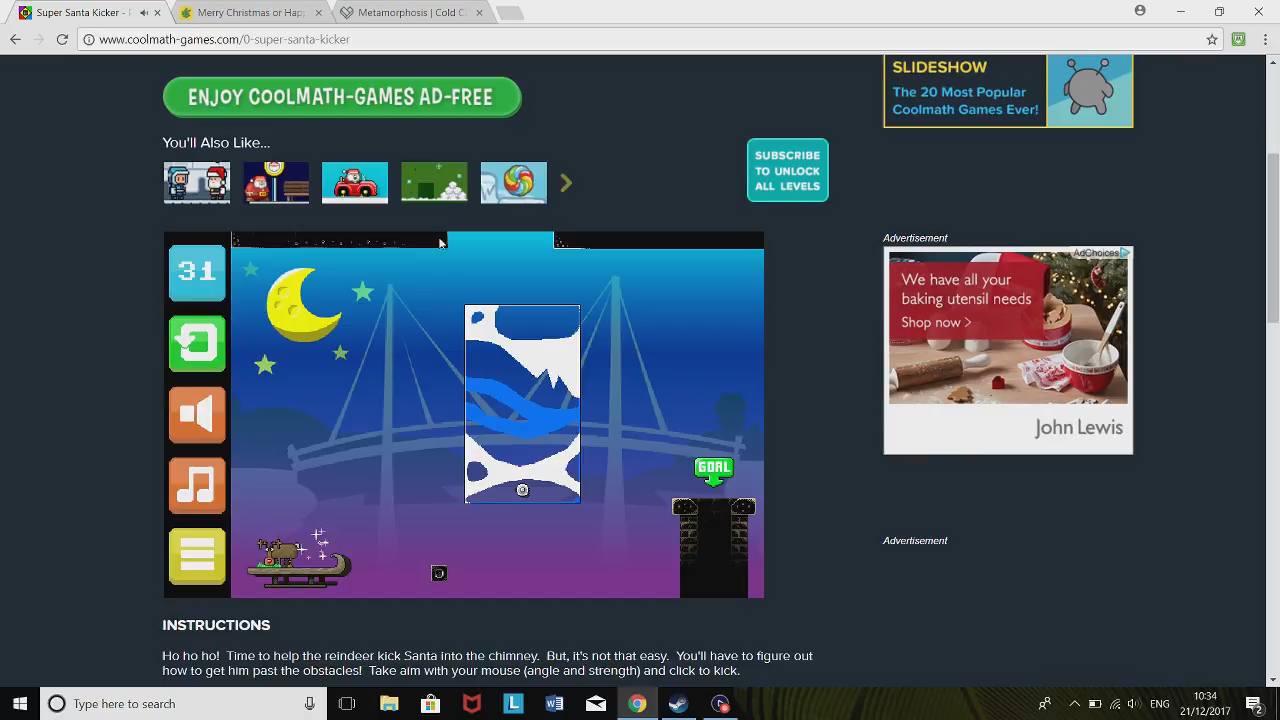 Super Santa Kicker -
Merry Christmas or Hap
Metamorphosis | Cold C
www.coolmath-games.com/0-super-santa-kicker
ENJOY COOLMATH-GAMES AD-FREE
SLIDESHOW
The 20 Most Popular
Coolmath Games Ever!
You'll Also Like...
SUBSCRIBE
TO UNLOCK
ALL LEVELS
31
GOAL
Advertisement
AdChoices
We have all your
baking utensil needs
Shop now >
John Lewis
Advertisement
INSTRUCTIONS
Ho ho ho! Time to help the reindeer kick Santa into the chimney. But, it's not that easy. You'll have to figure out
how to get him past the obstacles! Take aim with your mouse (angle and strength) and click to kick.
Type here to search
ENG
10:34
21/12/2017
2